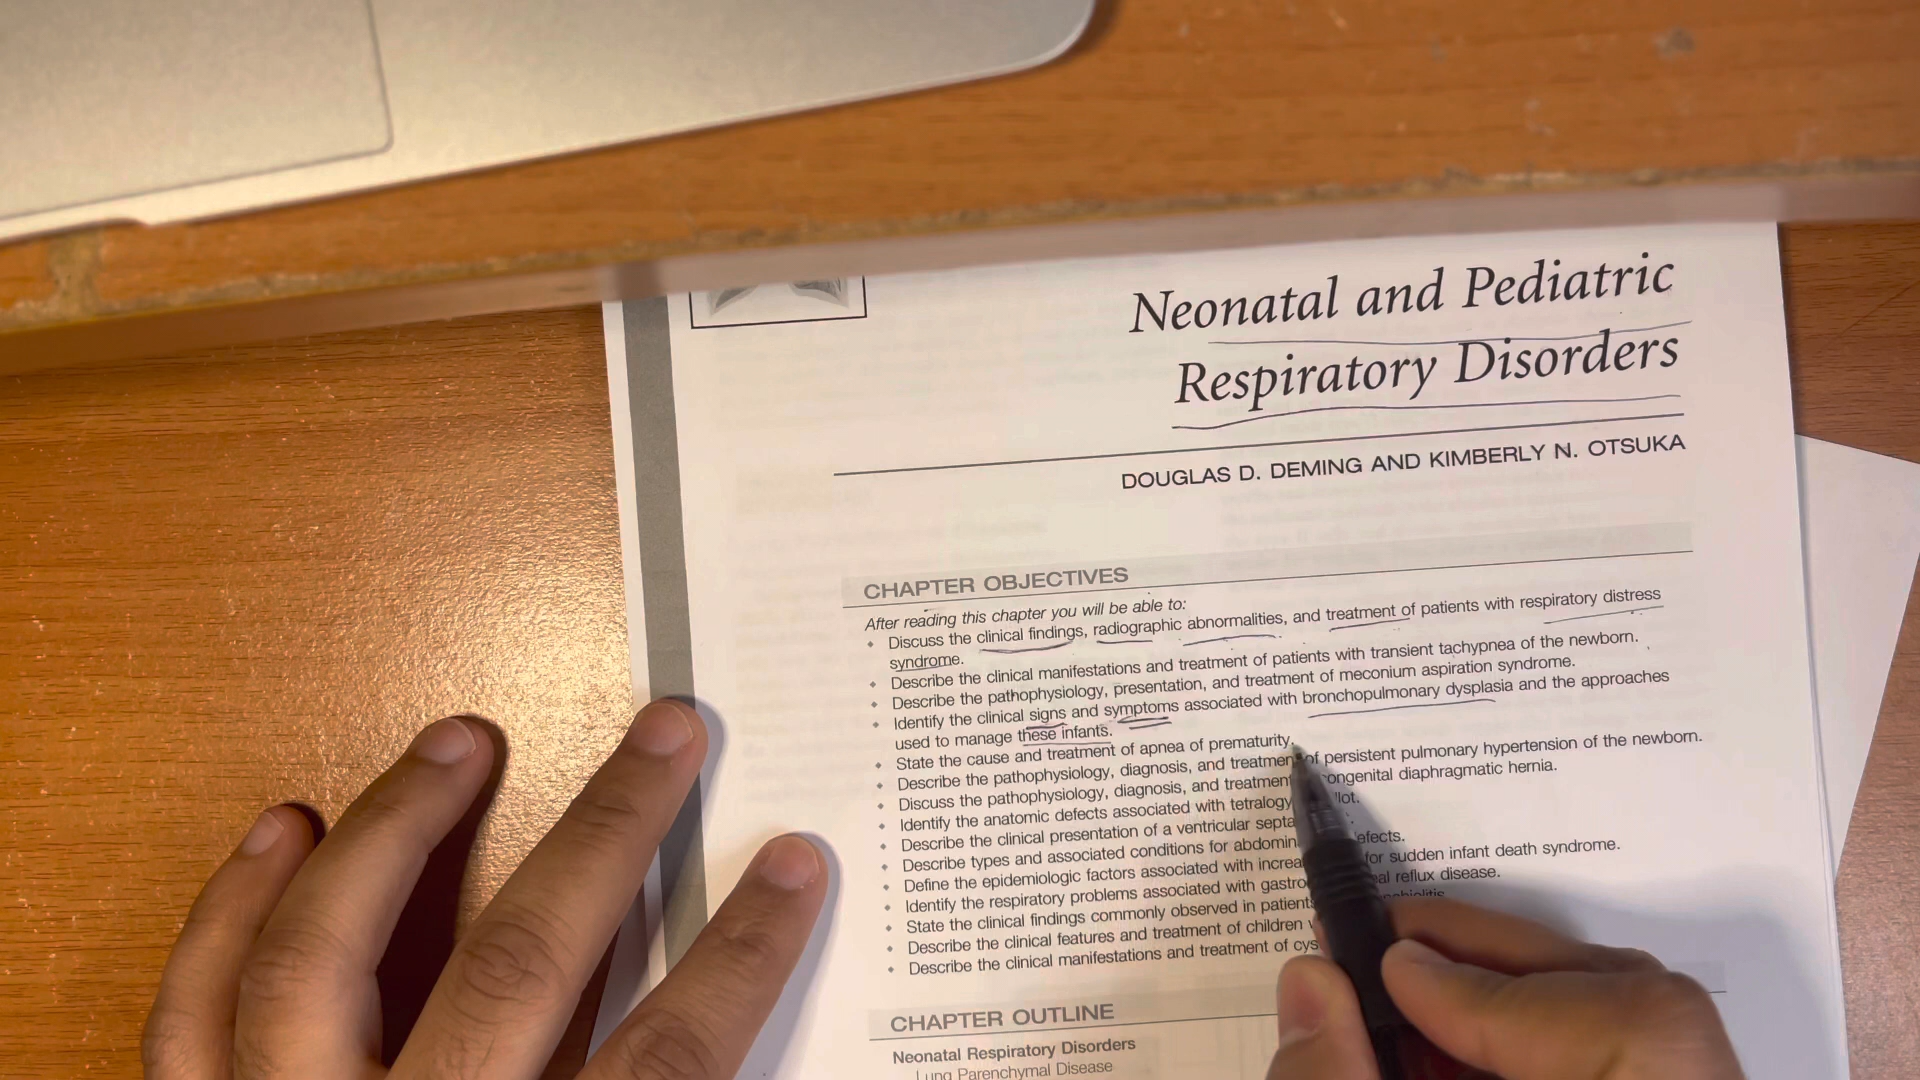 Neonatal and Pediatric
Respiratory Disorders
DOUGLAS D. DEMING AND KIMBERLY N. OTSUKA
CHAPTER OBJECTIVES
After reading this chapter you will be able to:
• Discuss the clinical findings, radiographic abnormalities, and treatment of patients with respiratory distress
syndrome.
• Describe the clinical manifestations and treatment of patients with transient tachypnea of the newborn.
• Describe the pathophysiology, presentation, and treatment of meconium aspiration syndrome.
• Identify the clinical signs and symptoms associated with bronchopulmonary dysplasia and the approaches
used to manage these infants.
• State the cause and treatment of apnea of prematurity.
• Describe the pathophysiology, diagnosis, and treatment of persistent pulmonary hypertension of the newborn.
• Discuss the pathophysiology, diagnosis, and treatment congenital diaphragmatic hernia.
• Identify the anatomic defects associated with tetralogy
• Describe the clinical presentation of a ventricular
• Describe types and associated conditions for defects.
• Define the epidemiologic factors associated with for sudden infant death syndrome.
• Identify the respiratory problems associated with reflux disease.
• State the clinical findings commonly observed in
• Describe the clinical features and treatment of children
• Describe the clinical manifestations and treatment of
CHAPTER OUTLINE
Neonatal Respiratory Disorders
Lung Parenchymal Disease